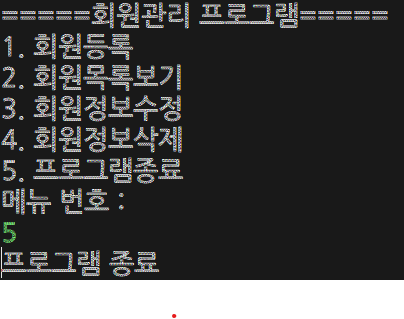 =====회원관리 프로그램=====
1. 회원등록
2. 회원목록보기
3. 회원정보수정
4. 회원정보삭제
5. 프로그램종료
메뉴 번호 :
5
프로그램 종료